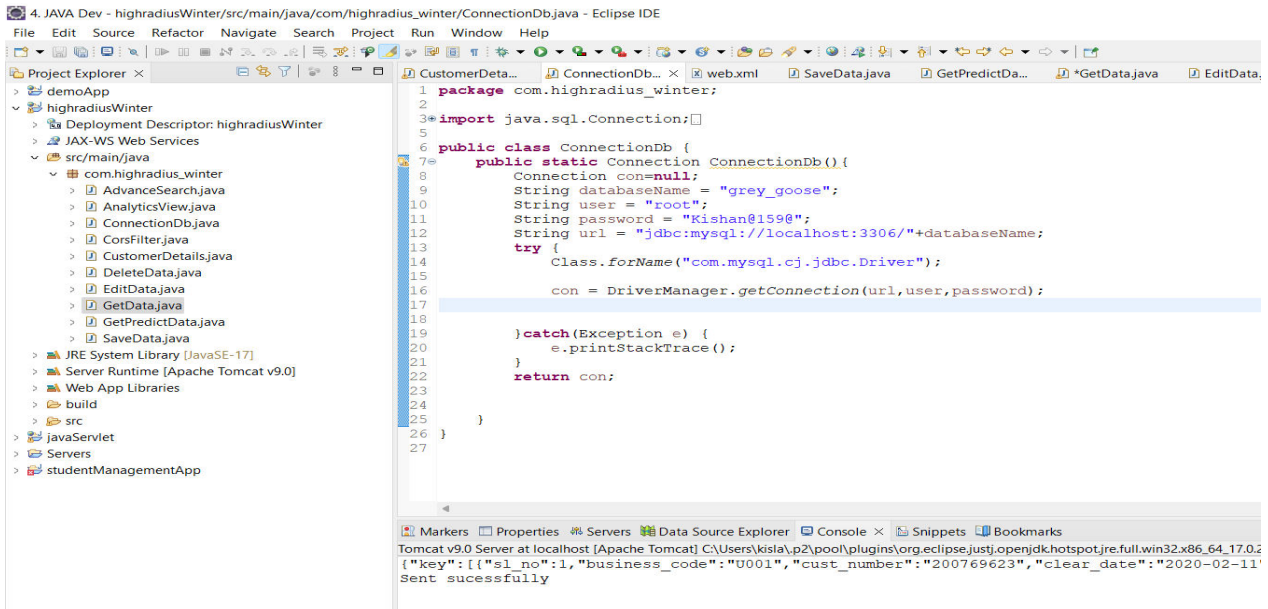 4. JAVA Dev - highradiusWinter/src/main/java/com/highradius_winter/ConnectionDb.java - Eclipse IDE
File Edit Source Refactor Navigate Search Project Run Window Help
Project Explorer
demoApp
highradiusWinter
Deployment Descriptor: highradiusWinter
JAX-WS Web Services
src/main/java
com.highradius_winter
AdvanceSearch.java
AnalyticsView.java
ConnectionDb.java
CorsFilter.java
CustomerDetails.java
DeleteData.java
EditData.java
GetData.java
GetPredictData.java
SaveData.java
JRE System Library [JavaSE-17]
Server Runtime [Apache Tomcat v9.0]
Web App Libraries
build
src
javaServlet
Servers
studentManagementApp
CustomerDeta... ConnectionDb... web.xml SaveData.java GetPredictDa... *GetData.java EditData.
1 package com.highradius_winter;
2
3 import java.sql.Connection;
5
6 public class ConnectionDb {
7 public static Connection ConnectionDb(){
8 Connection con=null;
9 String databaseName = "grey_goose";
10 String user = "root";
11 String password = "Kishan@159@";
12 String url = "jdbc:mysql://localhost:3306/"+databaseName;
13 try {
14 Class.forName("com.mysql.cj.jdbc.Driver");
15
16 con = DriverManager.getConnection(url,user,password);
17
18
19 }catch(Exception e) {
20 e.printStackTrace();
21 }
22 return con;
23
24
25 }
26 }
27
Markers Properties Servers Data Source Explorer Console Snippets Bookmarks
Tomcat v9.0 Server at localhost [Apache Tomcat] C:\Users\kisla\.p2\pool\plugins\org.eclipse.justj.openjdk.hotspot.jre.full.win32.x86_64_17.0.2
{"key":[{"sl_no":1,"business_code":"U001","cust_number":"200769623","clear_date":"2020-02-11"
Sent sucessfully